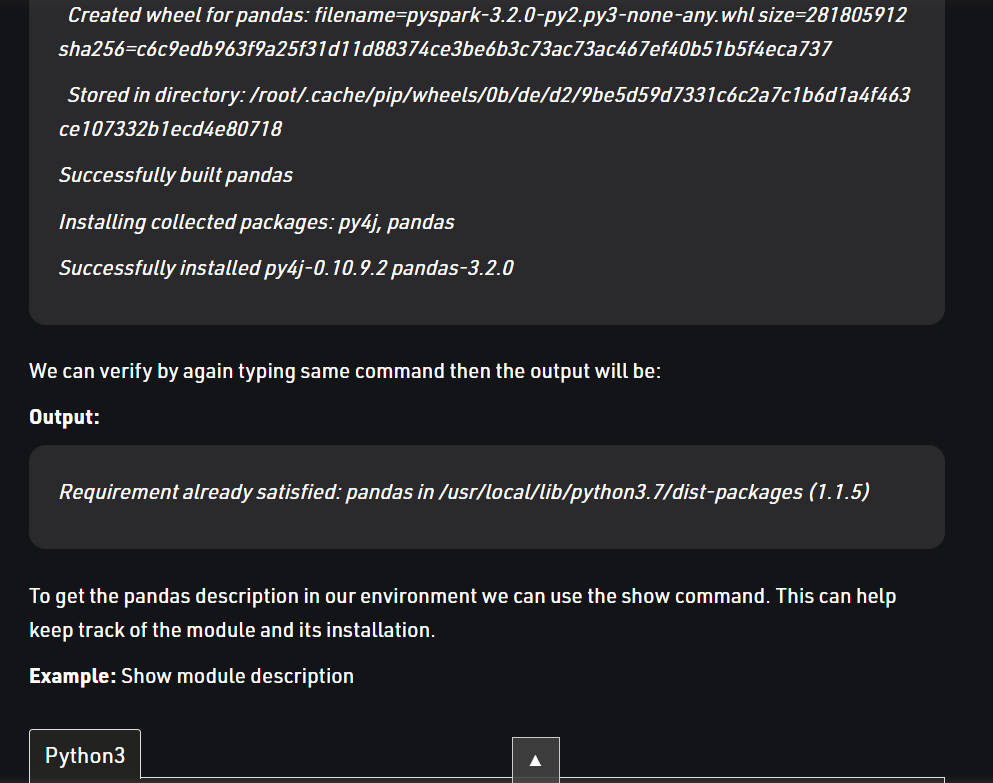 Created wheel for pandas: filename=pyspark-3.2.0-py2.py3-none-any.whl size=281805912
sha256=c6c9edb963f9a25f31d11d88374ce3be6b3c73ac73ac467ef40b51b5f4eca737
Stored in directory: /root/.cache/pip/wheels/0b/de/d2/9be5d59d7331c6c2a7c1b6d1a4f463
ce107332b1ecd4e80718
Successfully built pandas
Installing collected packages: py4j, pandas
Successfully installed py4j-0.10.9.2 pandas-3.2.0
We can verify by again typing same command then the output will be:
Output:
Requirement already satisfied: pandas in /usr/local/lib/python3.7/dist-packages (1.1.5)
To get the pandas description in our environment we can use the show command. This can help
keep track of the module and its installation.
Example: Show module description
Python3